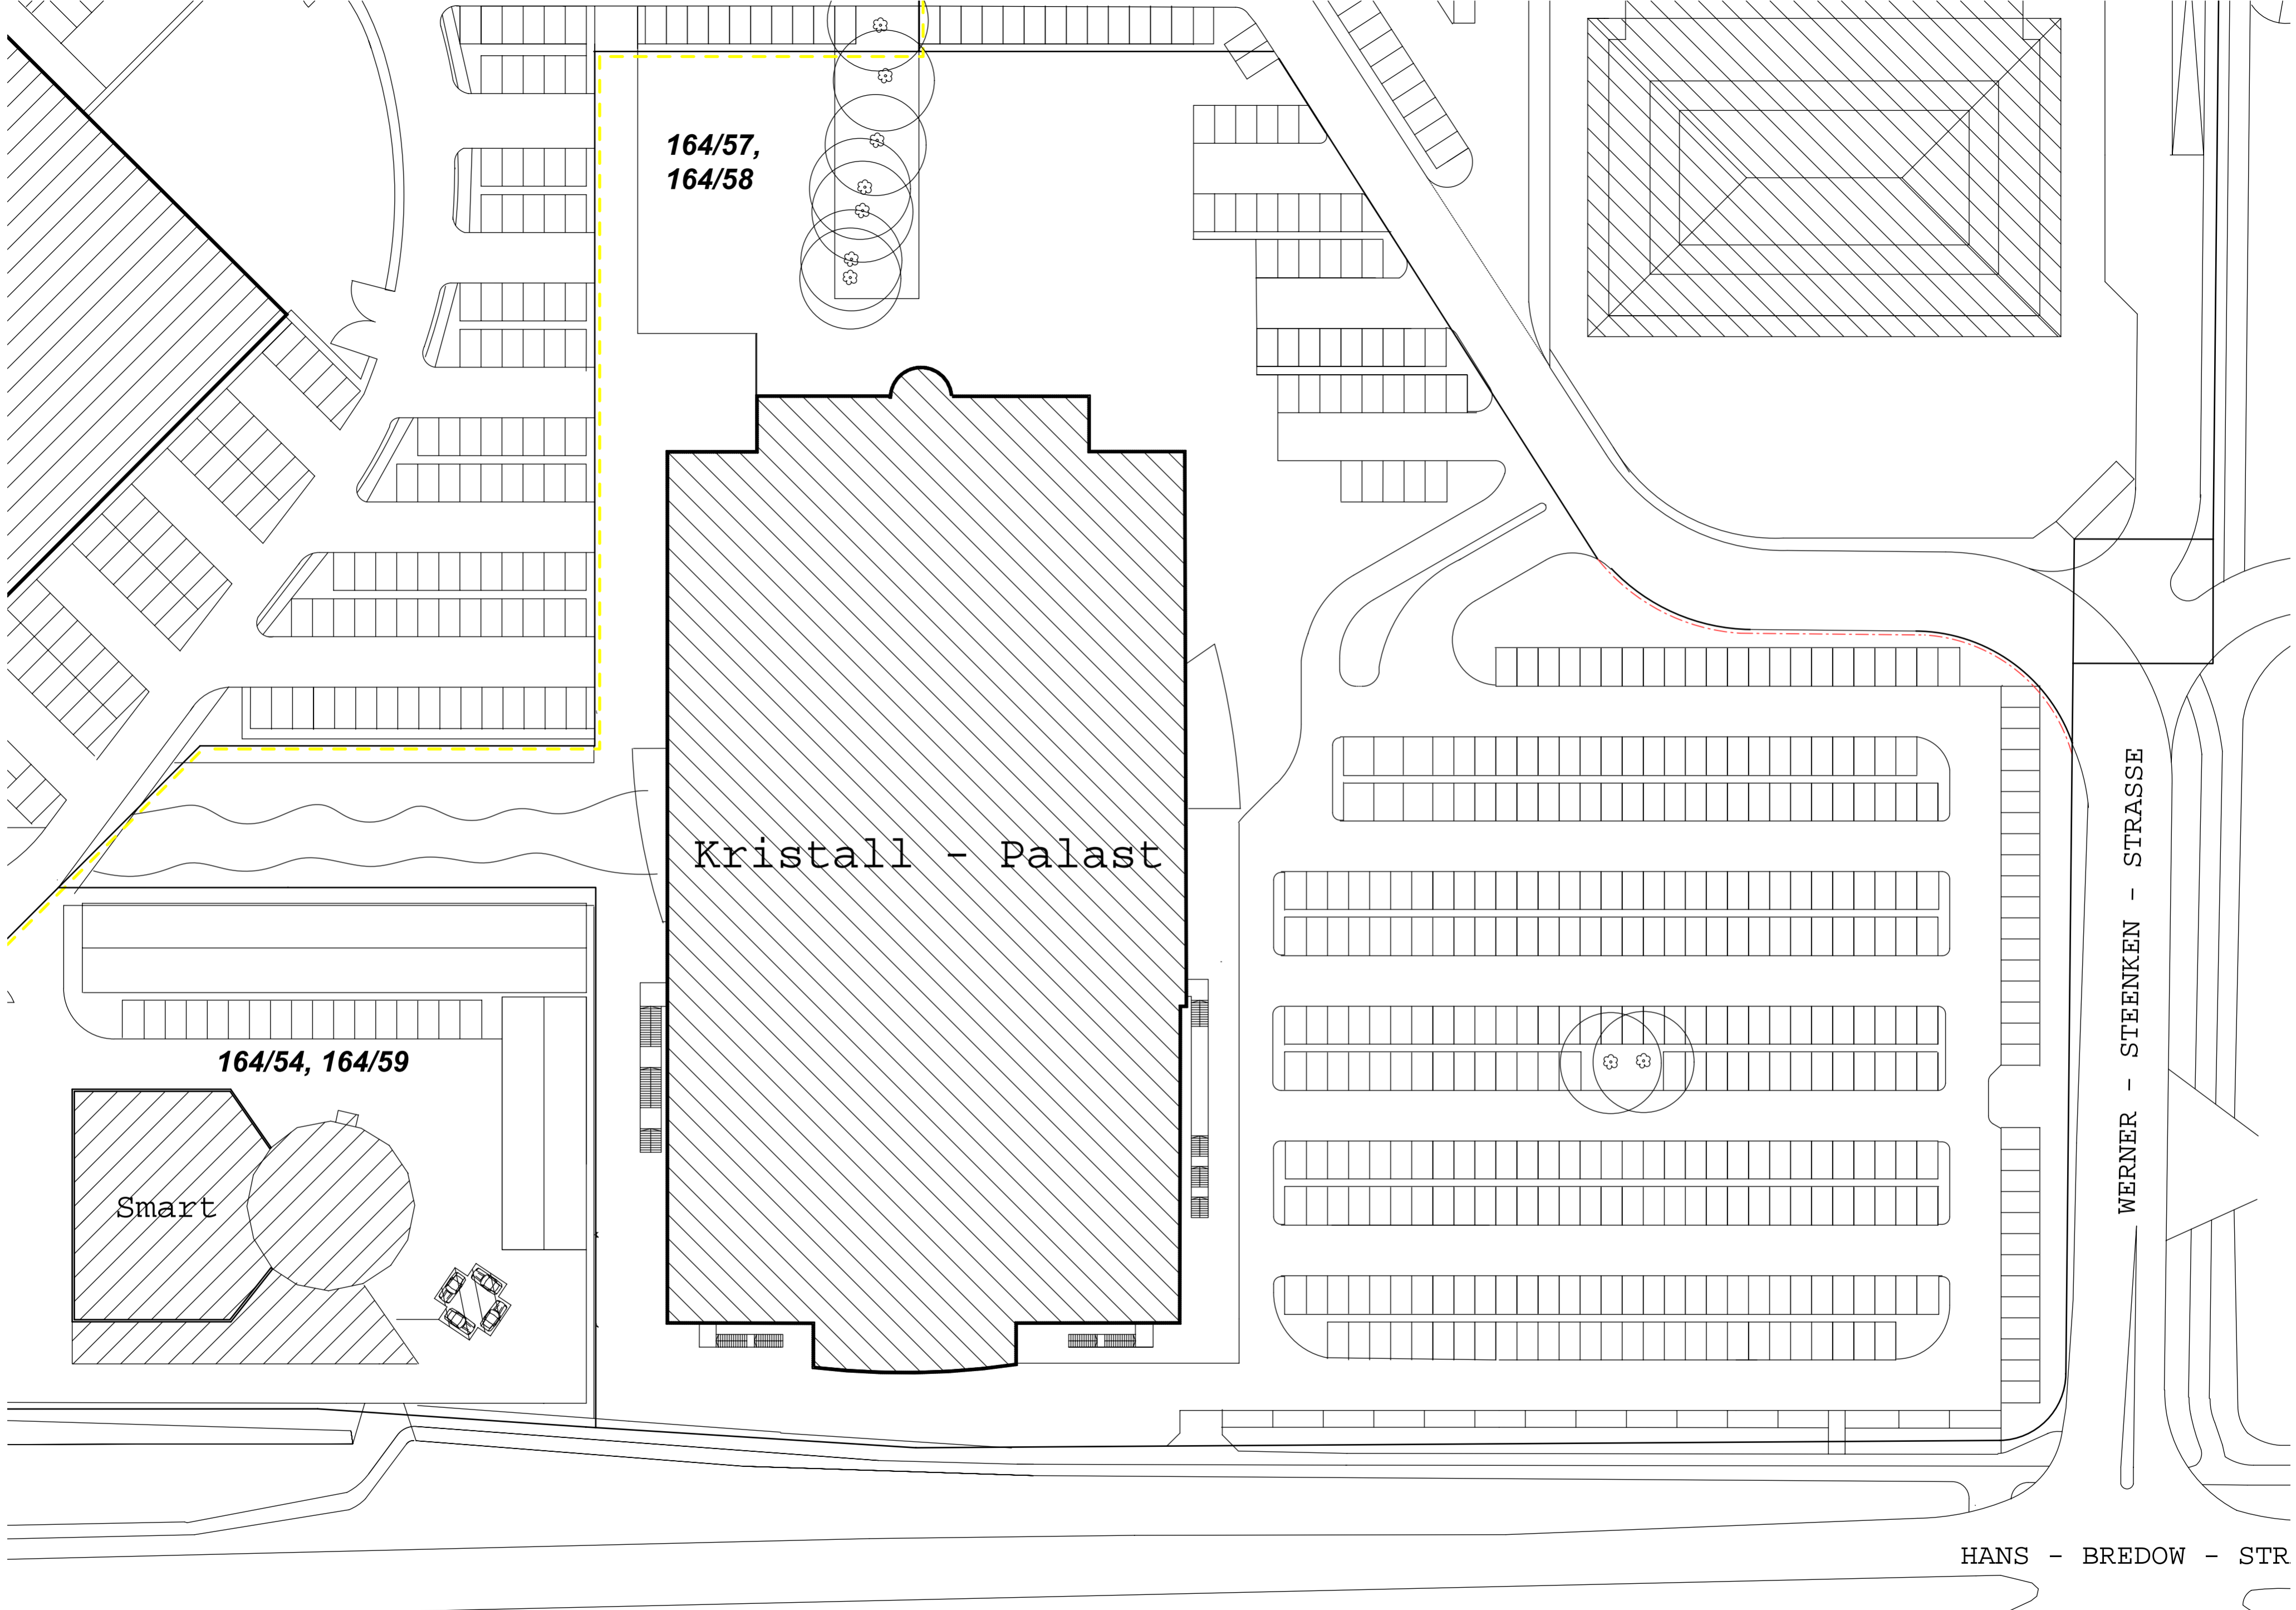 164/57,
164/58
Kristall - Palast
WERNER - STEENKEN - STRASSE
164/54, 164/59
Smart
HANS - BREDOW - STR